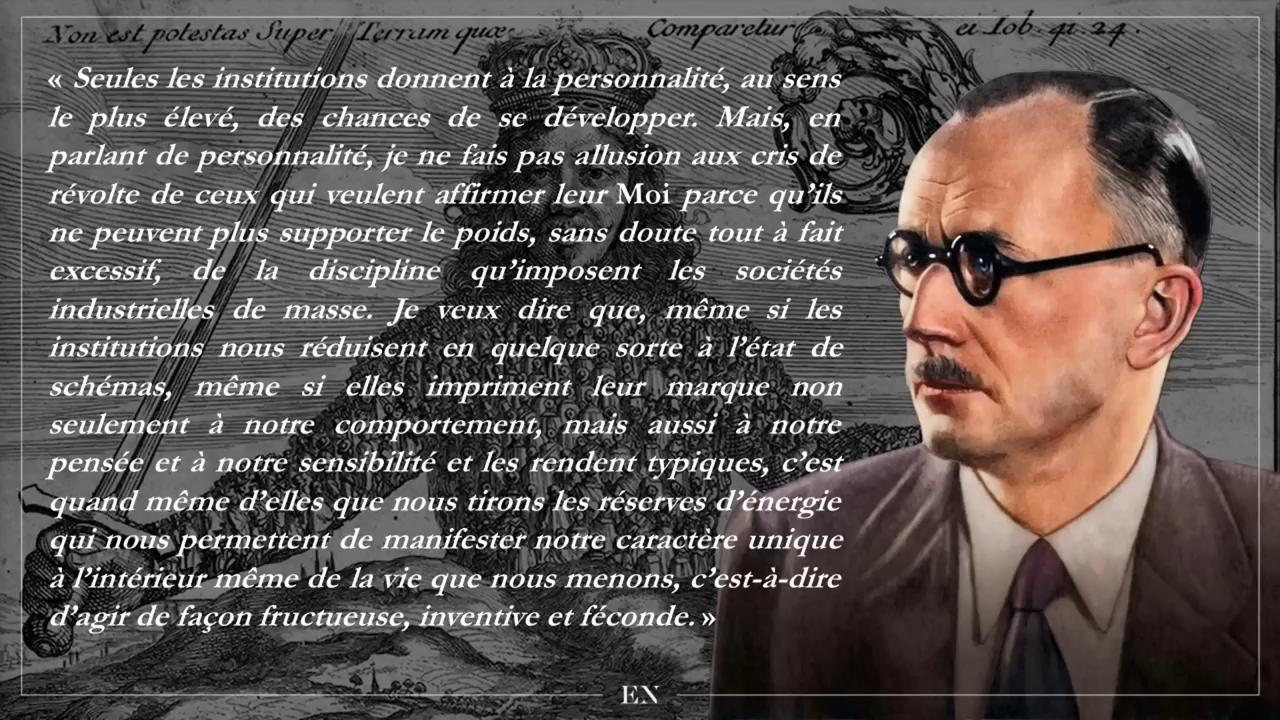 Non est potestas Super Terram quæ Comparetur ei Iob. 41. 24.
« Seules les institutions donnent à la personnalité, au sens
le plus élevé, des chances de se développer. Mais, en
parlant de personnalité, je ne fais pas allusion aux cris de
révolte de ceux qui veulent affirmer leur Moi parce qu’ils
ne peuvent plus supporter le poids, sans doute tout à fait
excessif, de la discipline qu’imposent les sociétés
industrielles de masse. Je veux dire que, même si les
institutions nous réduisent en quelque sorte à l’état de
schémas, même si elles impriment leur marque non
seulement à notre comportement, mais aussi à notre
pensée et à notre sensibilité et les rendent typiques, c’est
quand même d’elles que nous tirons les réserves d’énergie
qui nous permettent de manifester notre caractère unique
à l’intérieur même de la vie que nous menons, c’est-à-dire
d’agir de façon fructueuse, inventive et féconde. »
EN